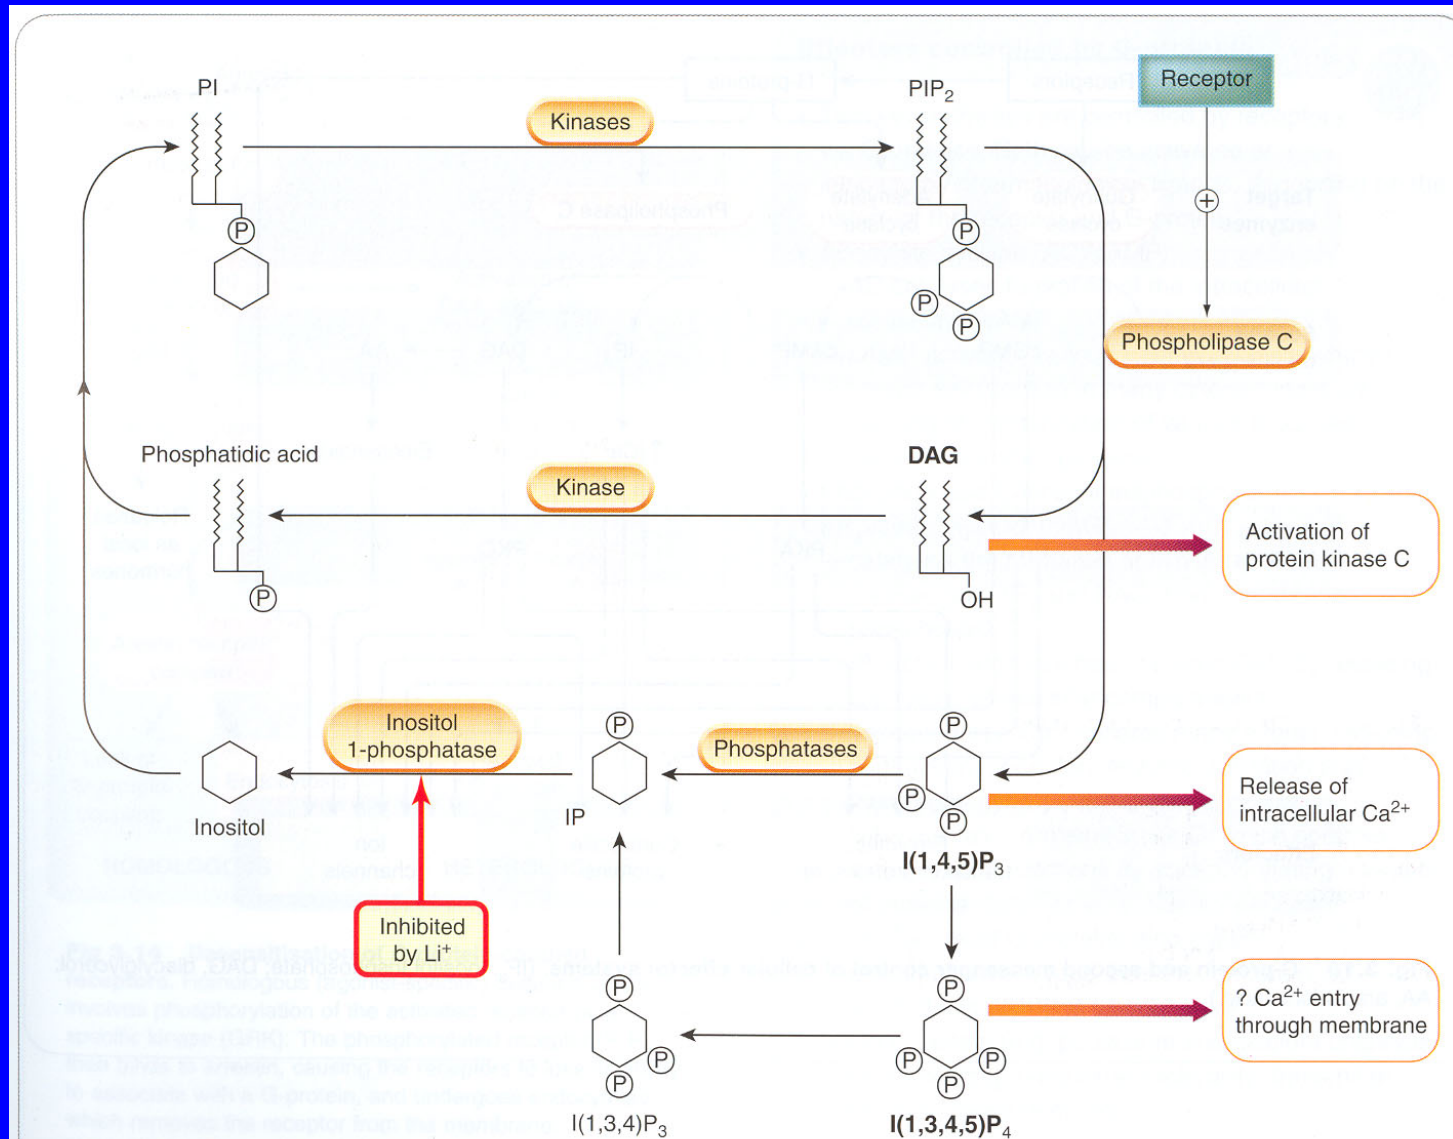 PI
Kinases
PIP₂
Receptor
+
P
P
P
P
Phospholipase C
Phosphatidic acid
Kinase
DAG
Activation of
protein kinase C
P
OH
Inositol
1-phosphatase
P
Phosphatases
P
P
P
Release of
intracellular Ca²⁺
Inositol
IP
I(1,4,5)P₃
Inhibited
by Li⁺
P
P
P
P
P
P
P
? Ca²⁺ entry
through membrane
I(1,3,4)P₃
I(1,3,4,5)P₄